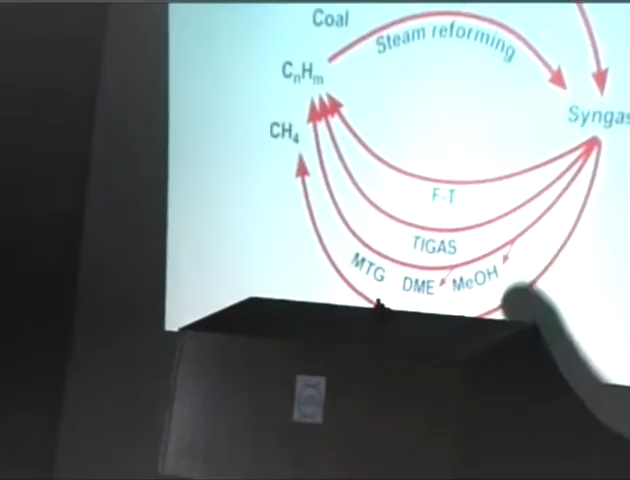 Coal
Steam reforming
CₙHₘ
Syngas
CH₄
F-T
TIGAS
MTG DME MeOH